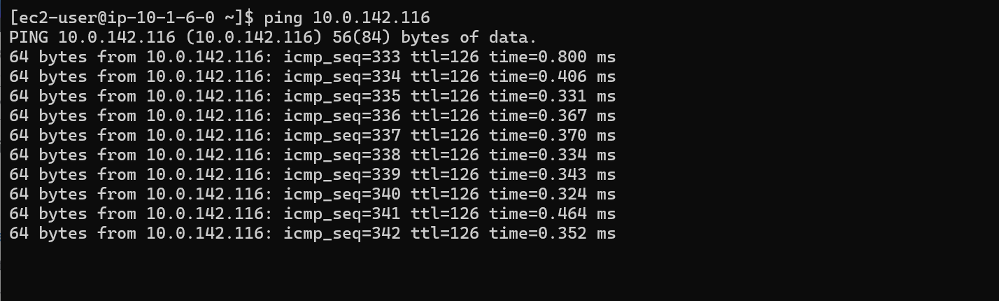 [ec2-user@ip-10-1-6-0 ~]$ ping 10.0.142.116
PING 10.0.142.116 (10.0.142.116) 56(84) bytes of data.
64 bytes from 10.0.142.116: icmp_seq=333 ttl=126 time=0.800 ms
64 bytes from 10.0.142.116: icmp_seq=334 ttl=126 time=0.406 ms
64 bytes from 10.0.142.116: icmp_seq=335 ttl=126 time=0.331 ms
64 bytes from 10.0.142.116: icmp_seq=336 ttl=126 time=0.367 ms
64 bytes from 10.0.142.116: icmp_seq=337 ttl=126 time=0.370 ms
64 bytes from 10.0.142.116: icmp_seq=338 ttl=126 time=0.334 ms
64 bytes from 10.0.142.116: icmp_seq=339 ttl=126 time=0.343 ms
64 bytes from 10.0.142.116: icmp_seq=340 ttl=126 time=0.324 ms
64 bytes from 10.0.142.116: icmp_seq=341 ttl=126 time=0.464 ms
64 bytes from 10.0.142.116: icmp_seq=342 ttl=126 time=0.352 ms